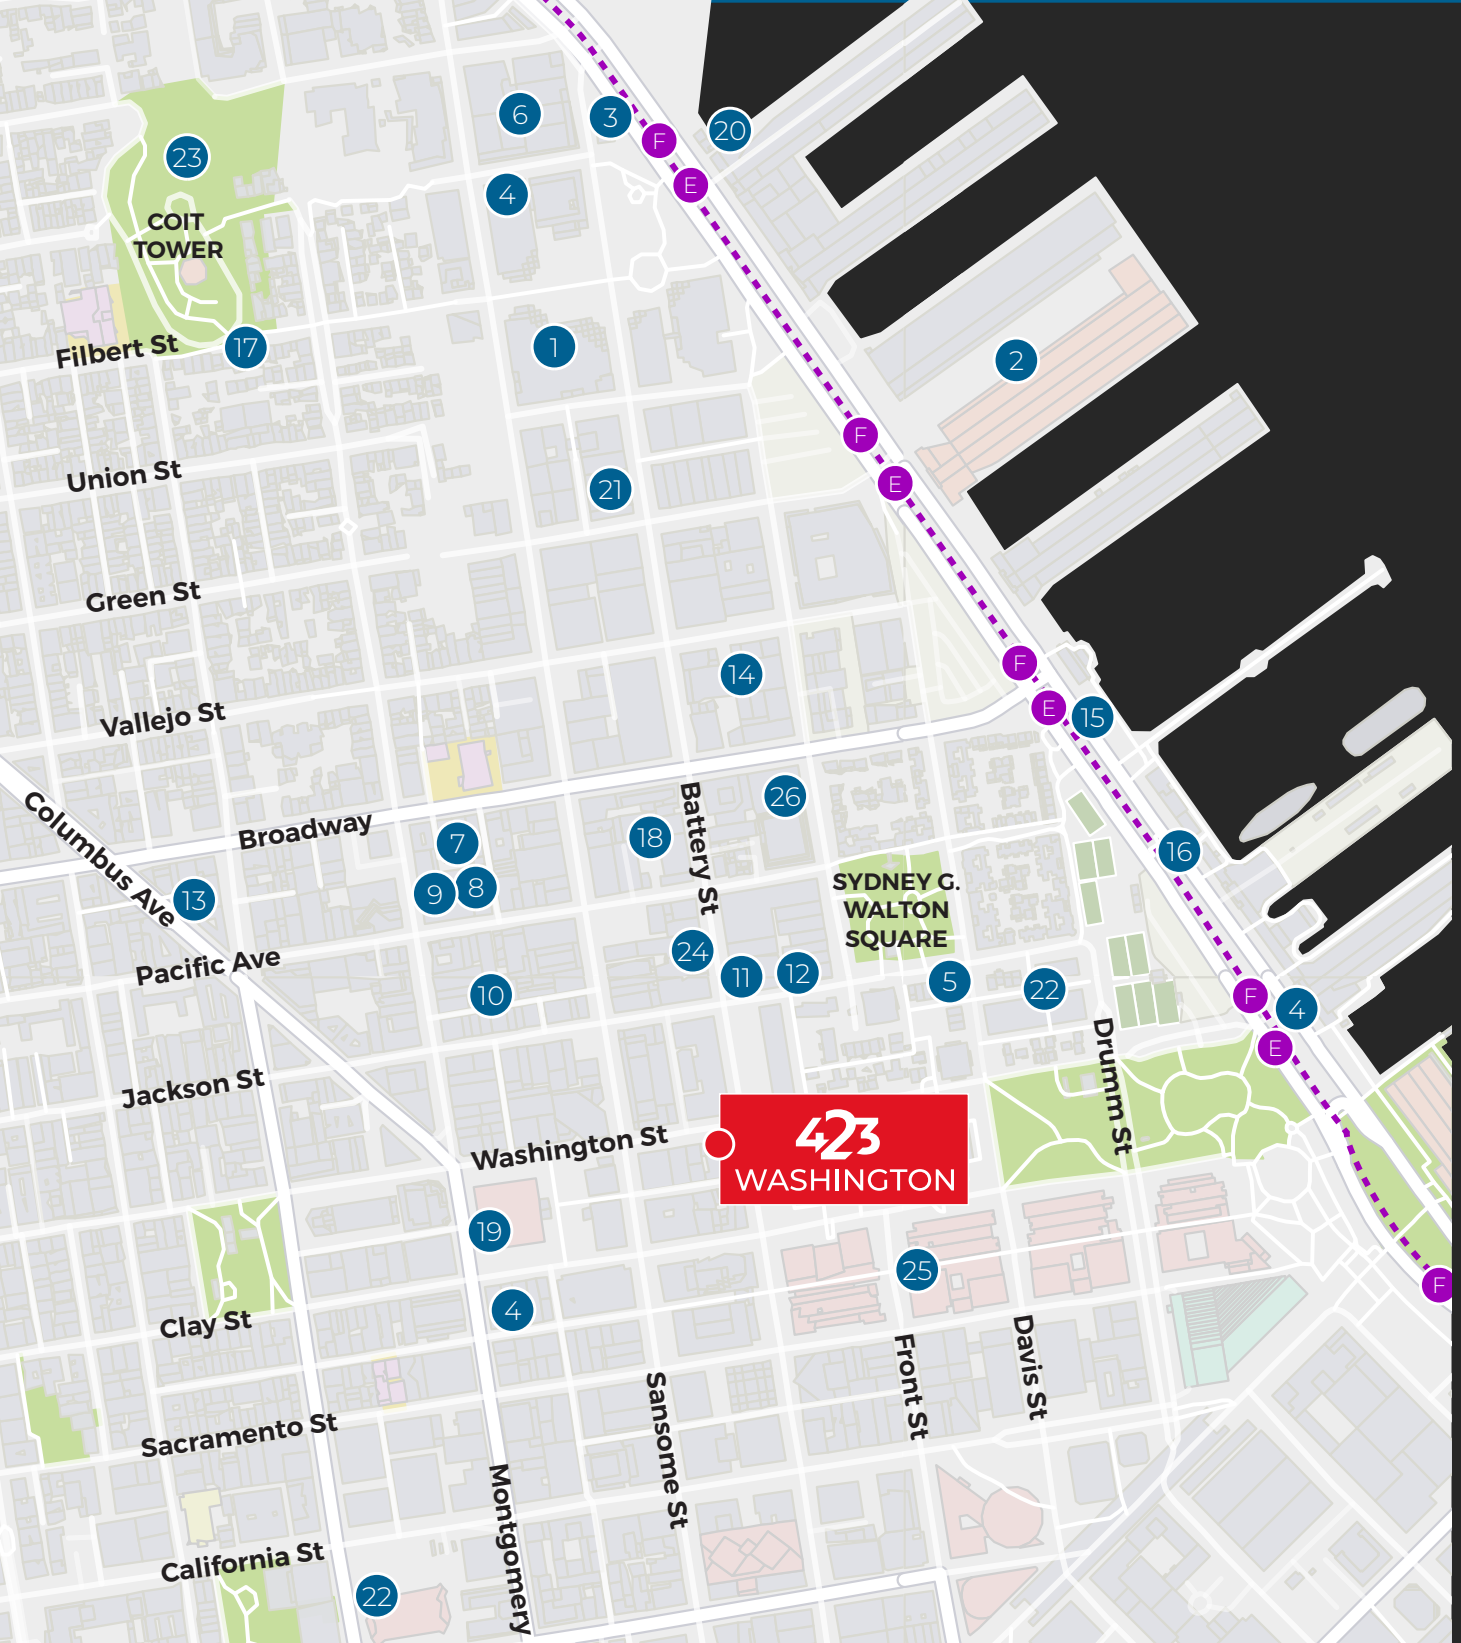 6
3
F
20
23
E
4
COIT
TOWER
Filbert St
17
1
2
F
Union St
E
21
Green St
F
14
E
15
Vallejo St
26
Columbus Ave
Broadway
7
18
Battery St
16
13
9
8
SYDNEY G.
WALTON
SQUARE
24
11
12
5
22
Pacific Ave
10
F
4
E
Jackson St
Drumm St
Washington St
423
WASHINGTON
19
25
F
Clay St
4
Front St
Davis St
Sacramento St
Sansome St
Montgomery
California St
22